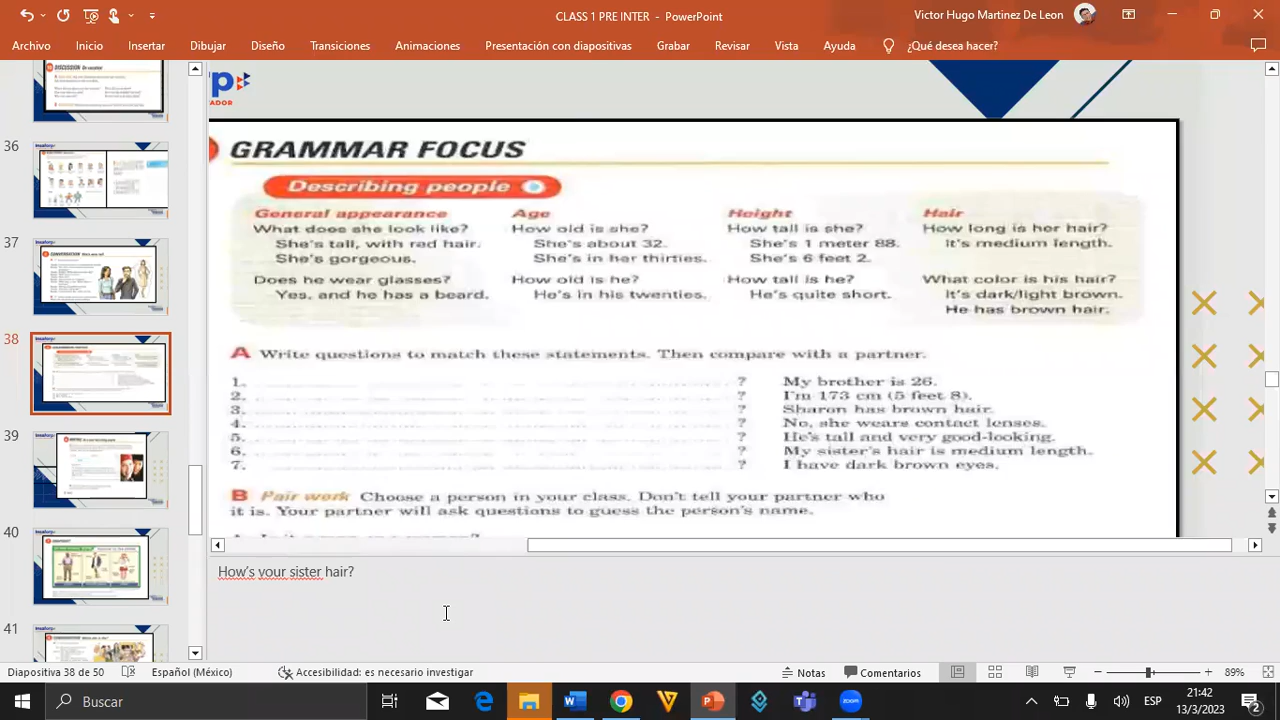 CLASS 1 PRE INTER - PowerPoint
Victor Hugo Martinez De Leon
Archivo Inicio Insertar Dibujar Diseño Transiciones Animaciones Presentación con diapositivas Grabar Revisar Vista Ayuda ¿Qué desea hacer?
36
37
38
39
40
41
GRAMMAR FOCUS
Describing people
General appearance
What does she look like?
She's tall, with red hair.
She's gorgeous.
Does he wear glasses?
Yes, and he has a beard.
Age
How old is she?
She's about 32.
She's in her thirties.
How old is he?
He's in his twenties.
Height
How tall is she?
She's 1 meter 88.
She's 6 feet 2.
How tall is he?
He's quite short.
Hair
How long is her hair?
It's medium length.
What color is his hair?
It's dark/light brown.
He has brown hair.
A Write questions to match these statements. Then compare with a partner.
1. ? My brother is 26.
2. ? I'm 173 cm (5 feet 8).
3. ? Sharon has brown hair.
4. ? No, she wears contact lenses.
5. ? He's tall and very good-looking.
6. ? My sister's hair is medium length.
7. ? I have dark brown eyes.
B Pair work Choose a person in your class. Don't tell your partner who
it is. Your partner will ask questions to guess the person's name.
How's your sister hair?
Diapositiva 38 de 50 Español (México) Accesibilidad: es necesario investigar Notas Comentarios 89%
Buscar
ESP
21:42
13/3/2023
2